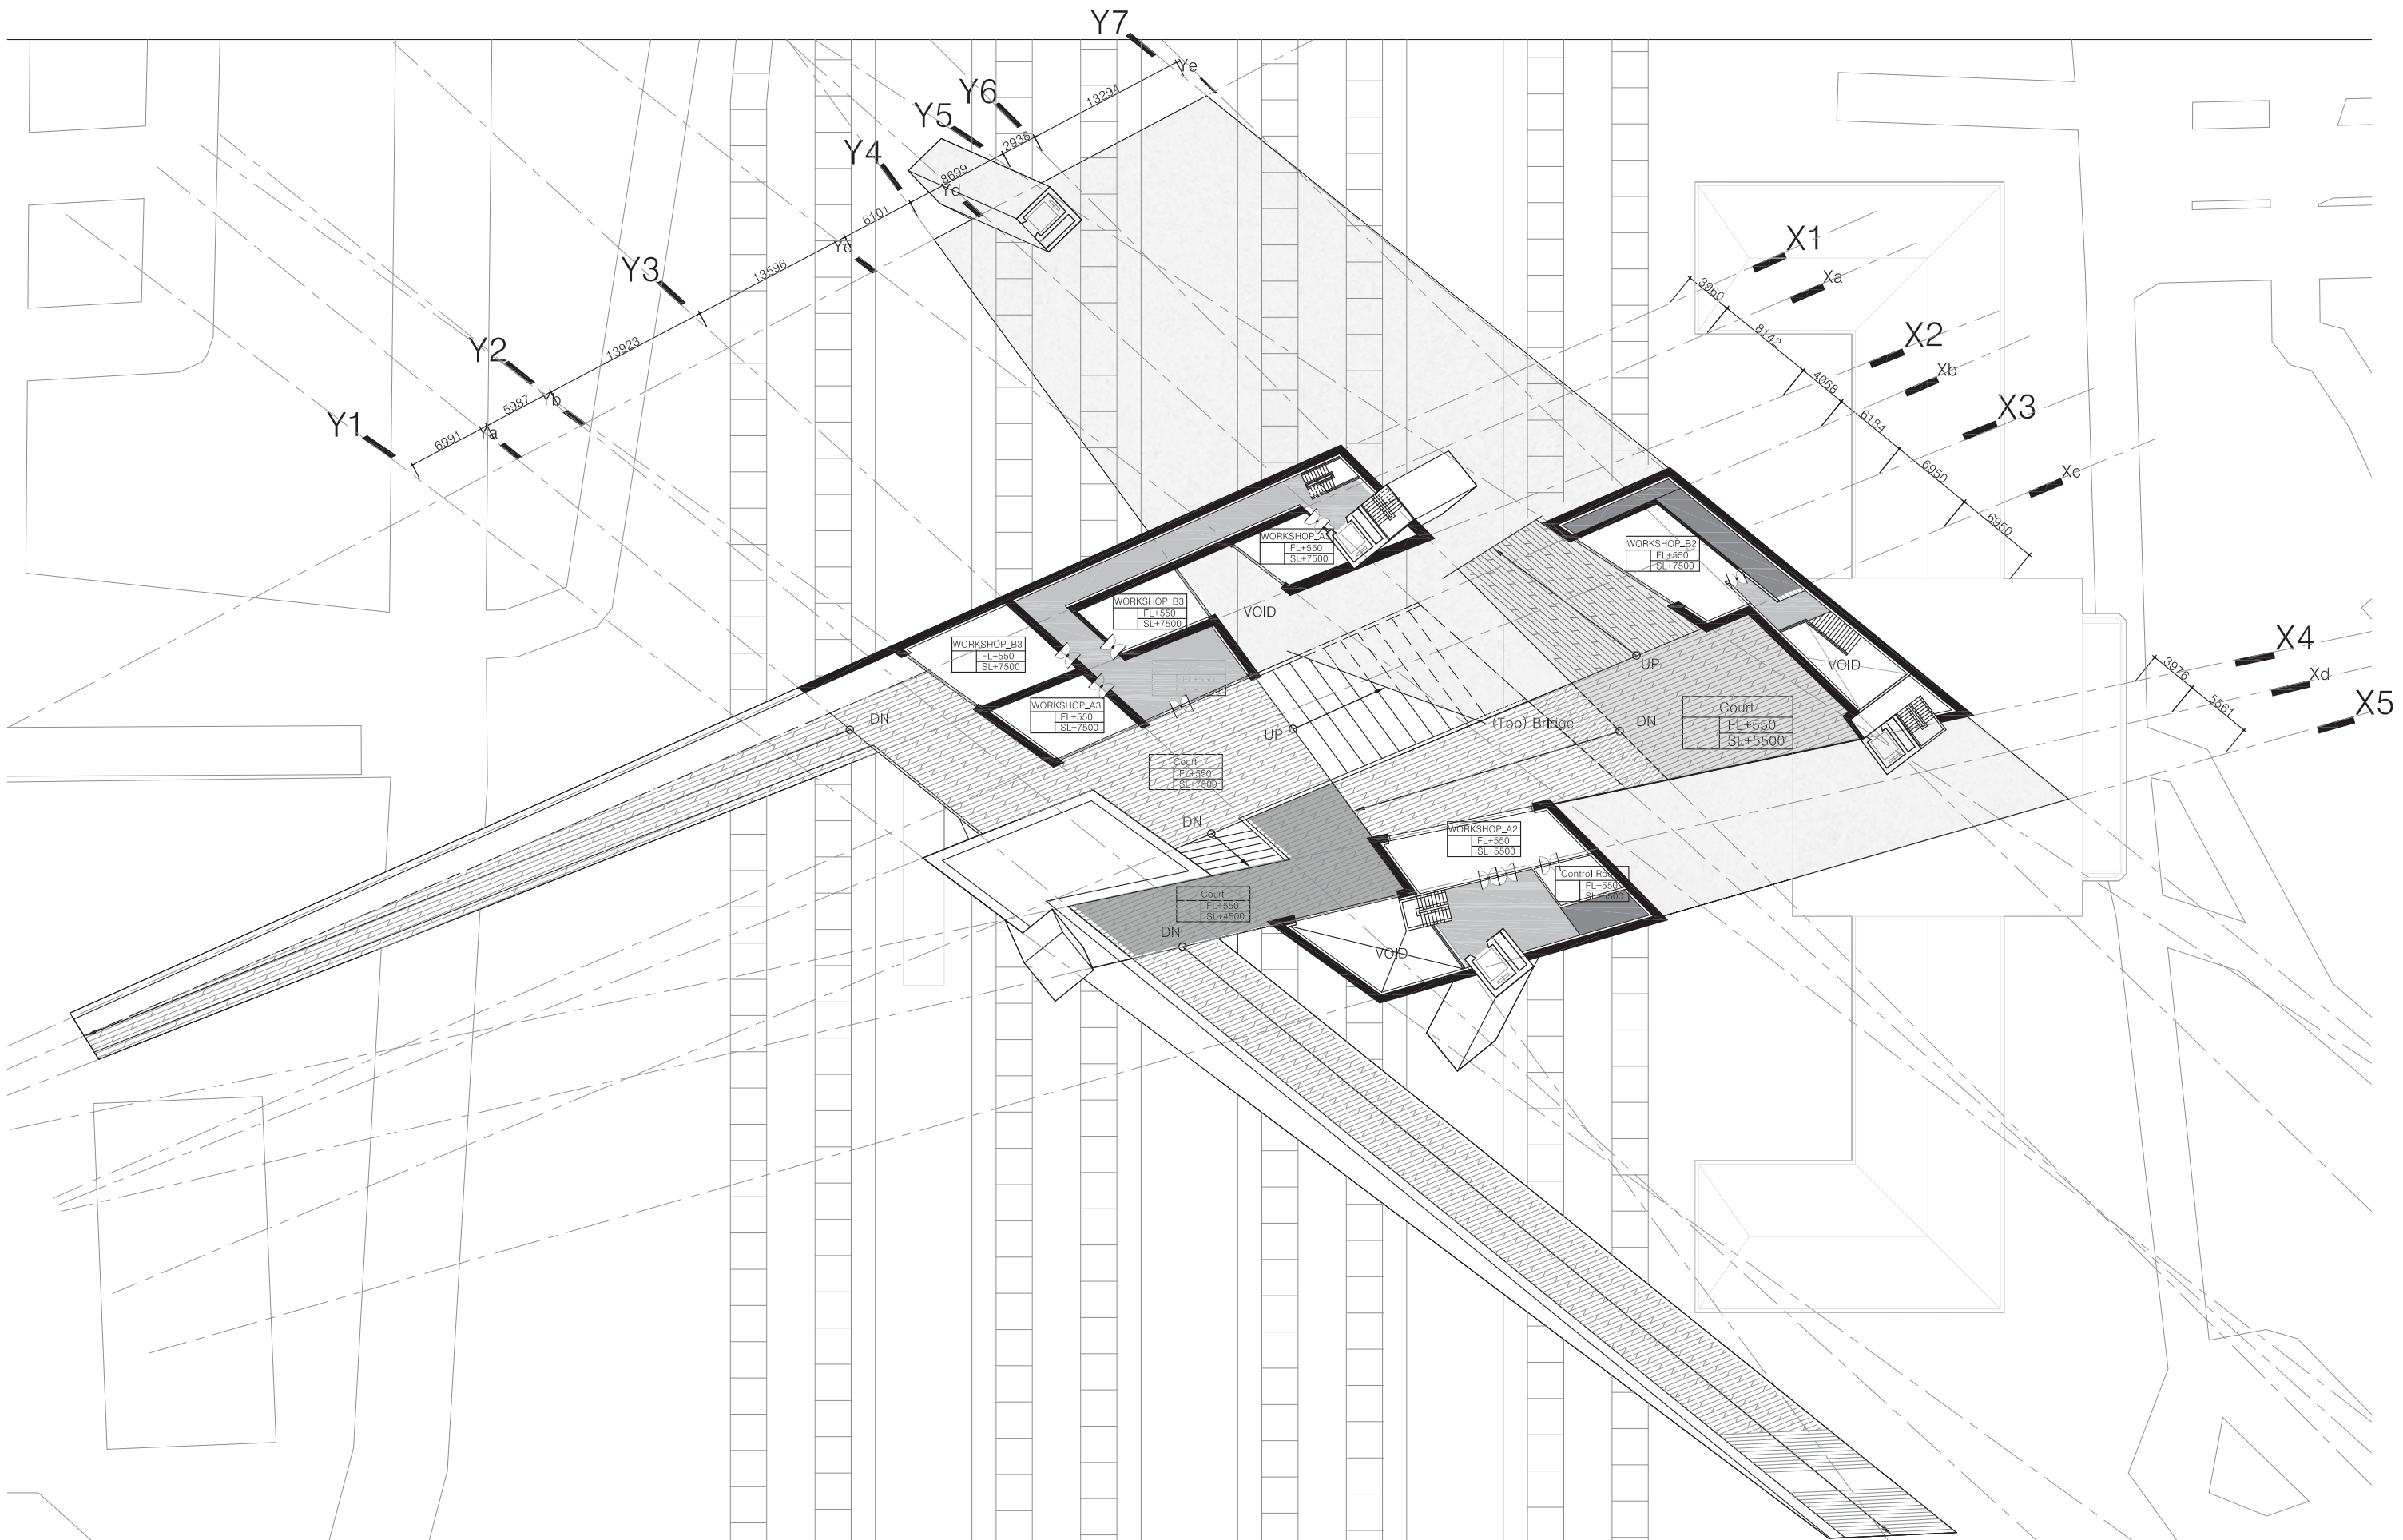 Y7
Ye
Y6
13294
Y5
2938
Y4
8699
Yd
6101
Yc
13596
Y3
13923
Y2
Yb
5987
Y1
6991
Ya
X1
Xa
3960
8142
X2
4068
Xb
6184
X3
6950
Xc
6950
X4
3976
Xd
5561
X5
WORKSHOP_A3
FL+550
SL+7500
WORKSHOP_B2
FL+550
SL+7500
WORKSHOP_B3
FL+550
SL+7500
VOID
WORKSHOP_B3
FL+550
SL+7500
UP
VOID
WORKSHOP_A3
FL+550
SL+7500
DN
UP
(Top) Bridge
DN
Court
FL+550
SL+5500
Court
FL+550
SL+7500
DN
WORKSHOP_A2
FL+550
SL+5500
Control
FL+550
SL+5500
Court
FL+550
SL+4500
DN
VOID